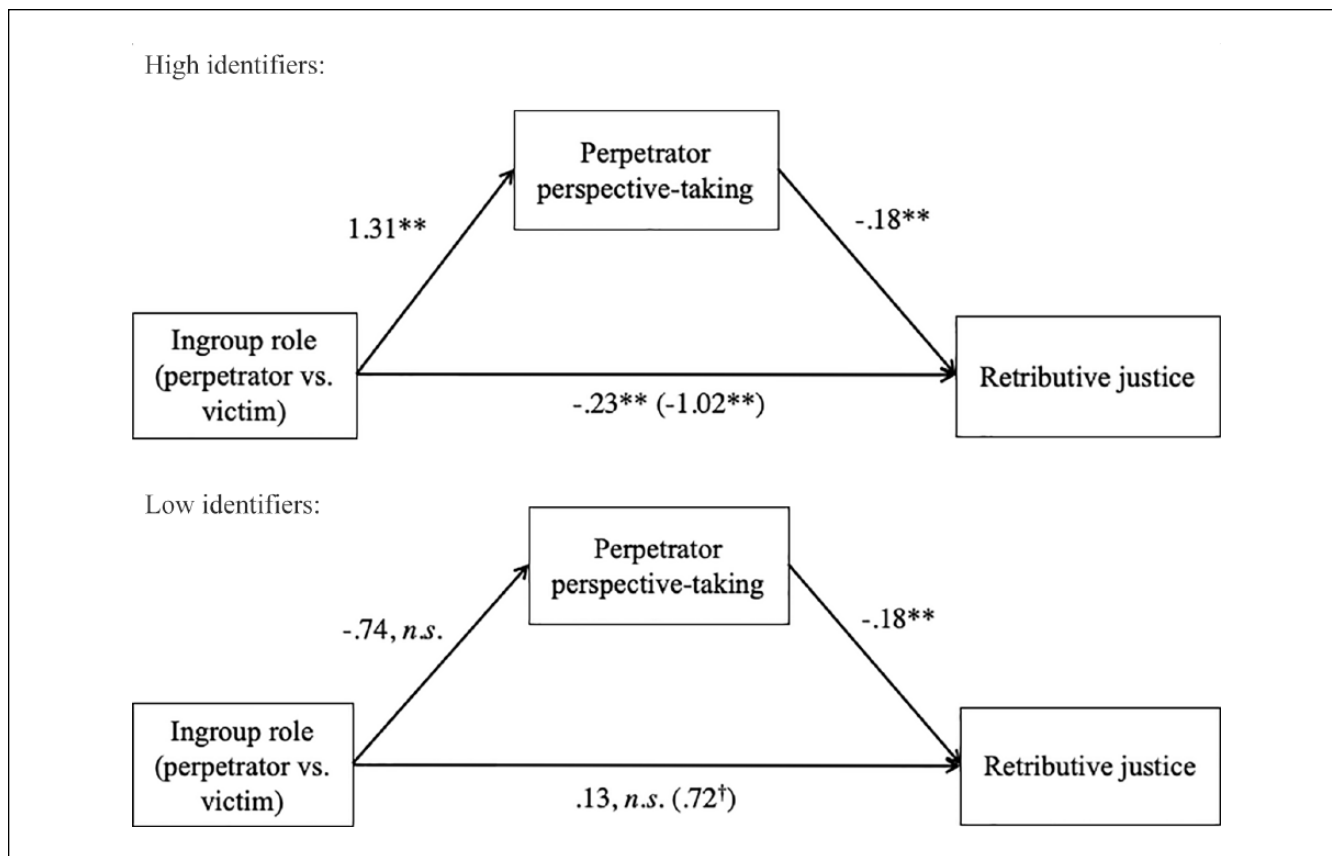 High identifiers:
Perpetrator
perspective-taking
1.31**
-.18**
Ingroup role
(perpetrator vs.
victim)
Retributive justice
-.23** (-1.02**)
Low identifiers:
Perpetrator
perspective-taking
-.74, n.s.
-.18**
Ingroup role
(perpetrator vs.
victim)
Retributive justice
.13, n.s. (.72†)